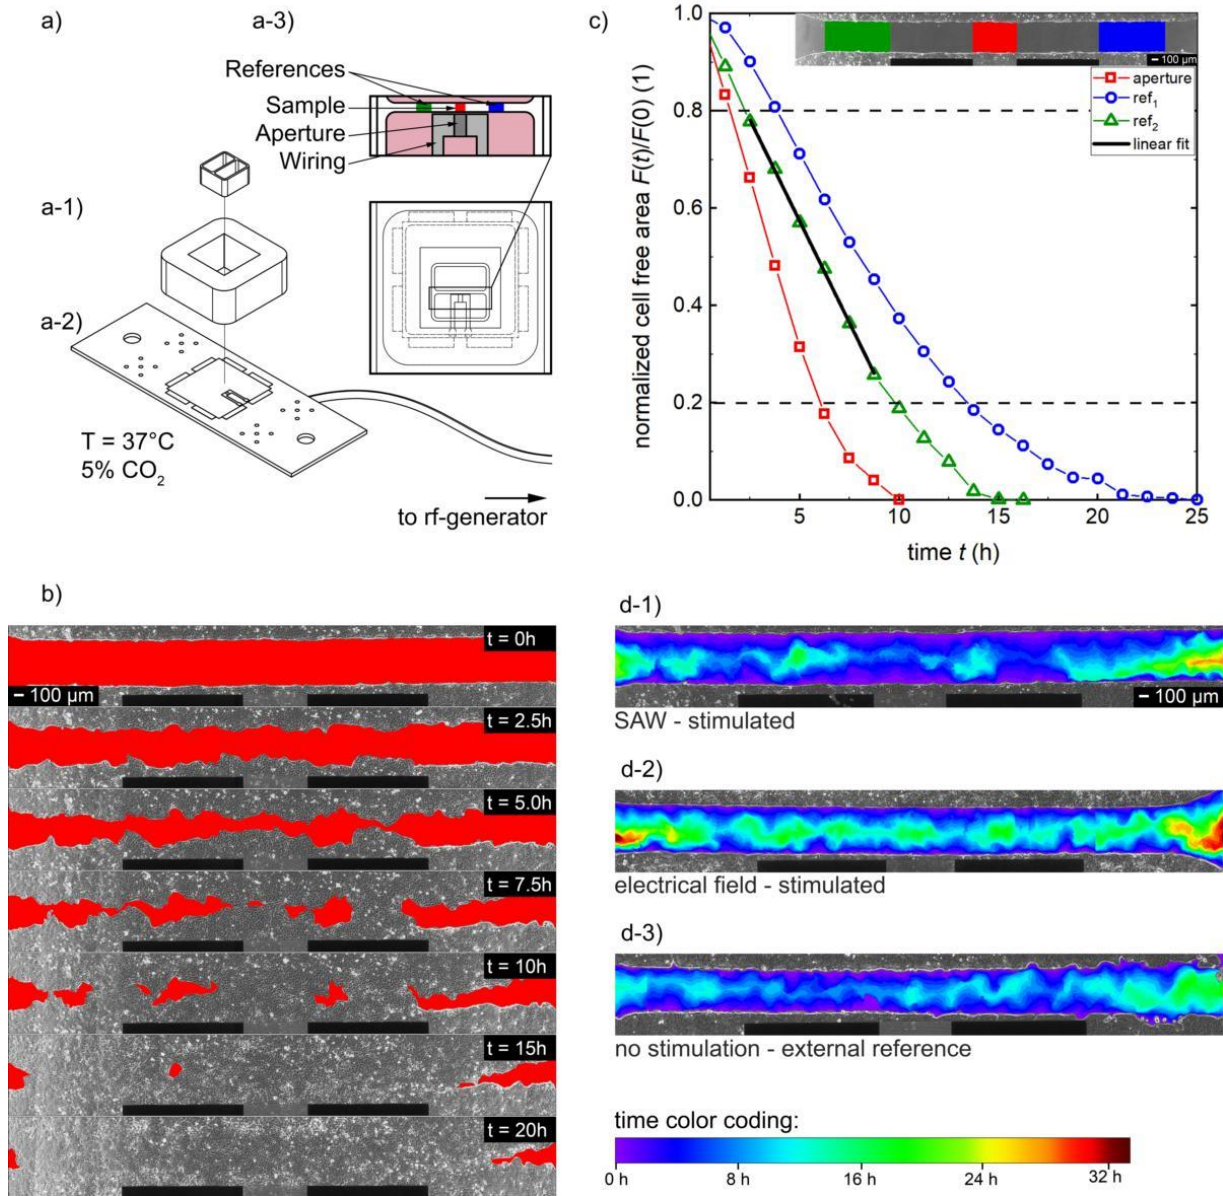 a)
a-3)
References
Sample
Aperture
Wiring
a-1)
a-2)
T = 37°C
5% CO₂
to rf-generator
c)
normalized cell free area F(t)/F(0) (1)
1.0
0.8
0.6
0.4
0.2
0.0
100 µm
aperture
ref₁
ref₂
linear fit
5
10
15
20
25
time t (h)
b)
t = 0h
100 µm
t = 2.5h
t = 5.0h
t = 7.5h
t = 10h
t = 15h
t = 20h
d-1)
100 µm
SAW - stimulated
d-2)
electrical field - stimulated
d-3)
no stimulation - external reference
time color coding:
0 h
8 h
16 h
24 h
32 h